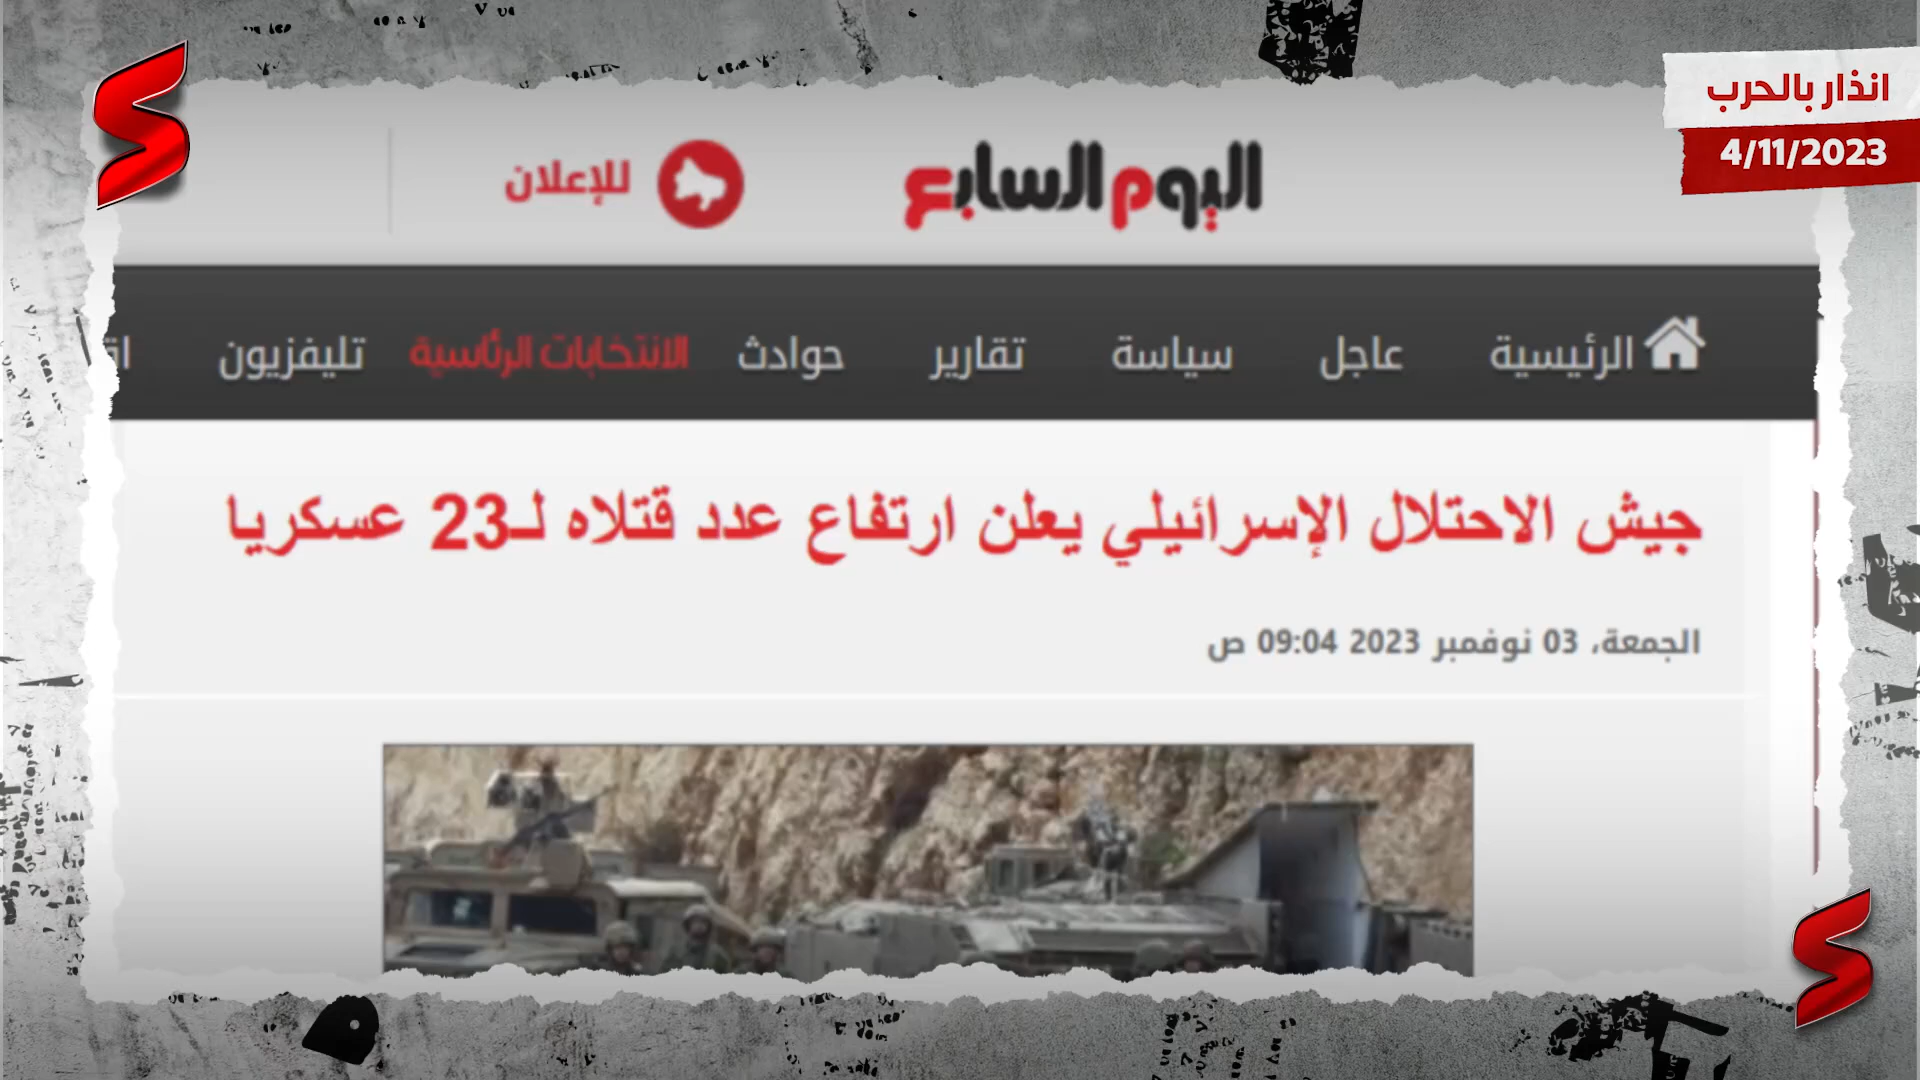 انذار بالحرب
4/11/2023
اليوم السابع
للإعلان
الرئيسية عاجل سياسة تقارير حوادث الانتخابات الرئاسية تليفزيون
جيش الاحتلال الإسرائيلي يعلن ارتفاع عدد قتلاه لـ23 عسكريا
الجمعة، 03 نوفمبر 2023 09:04 ص